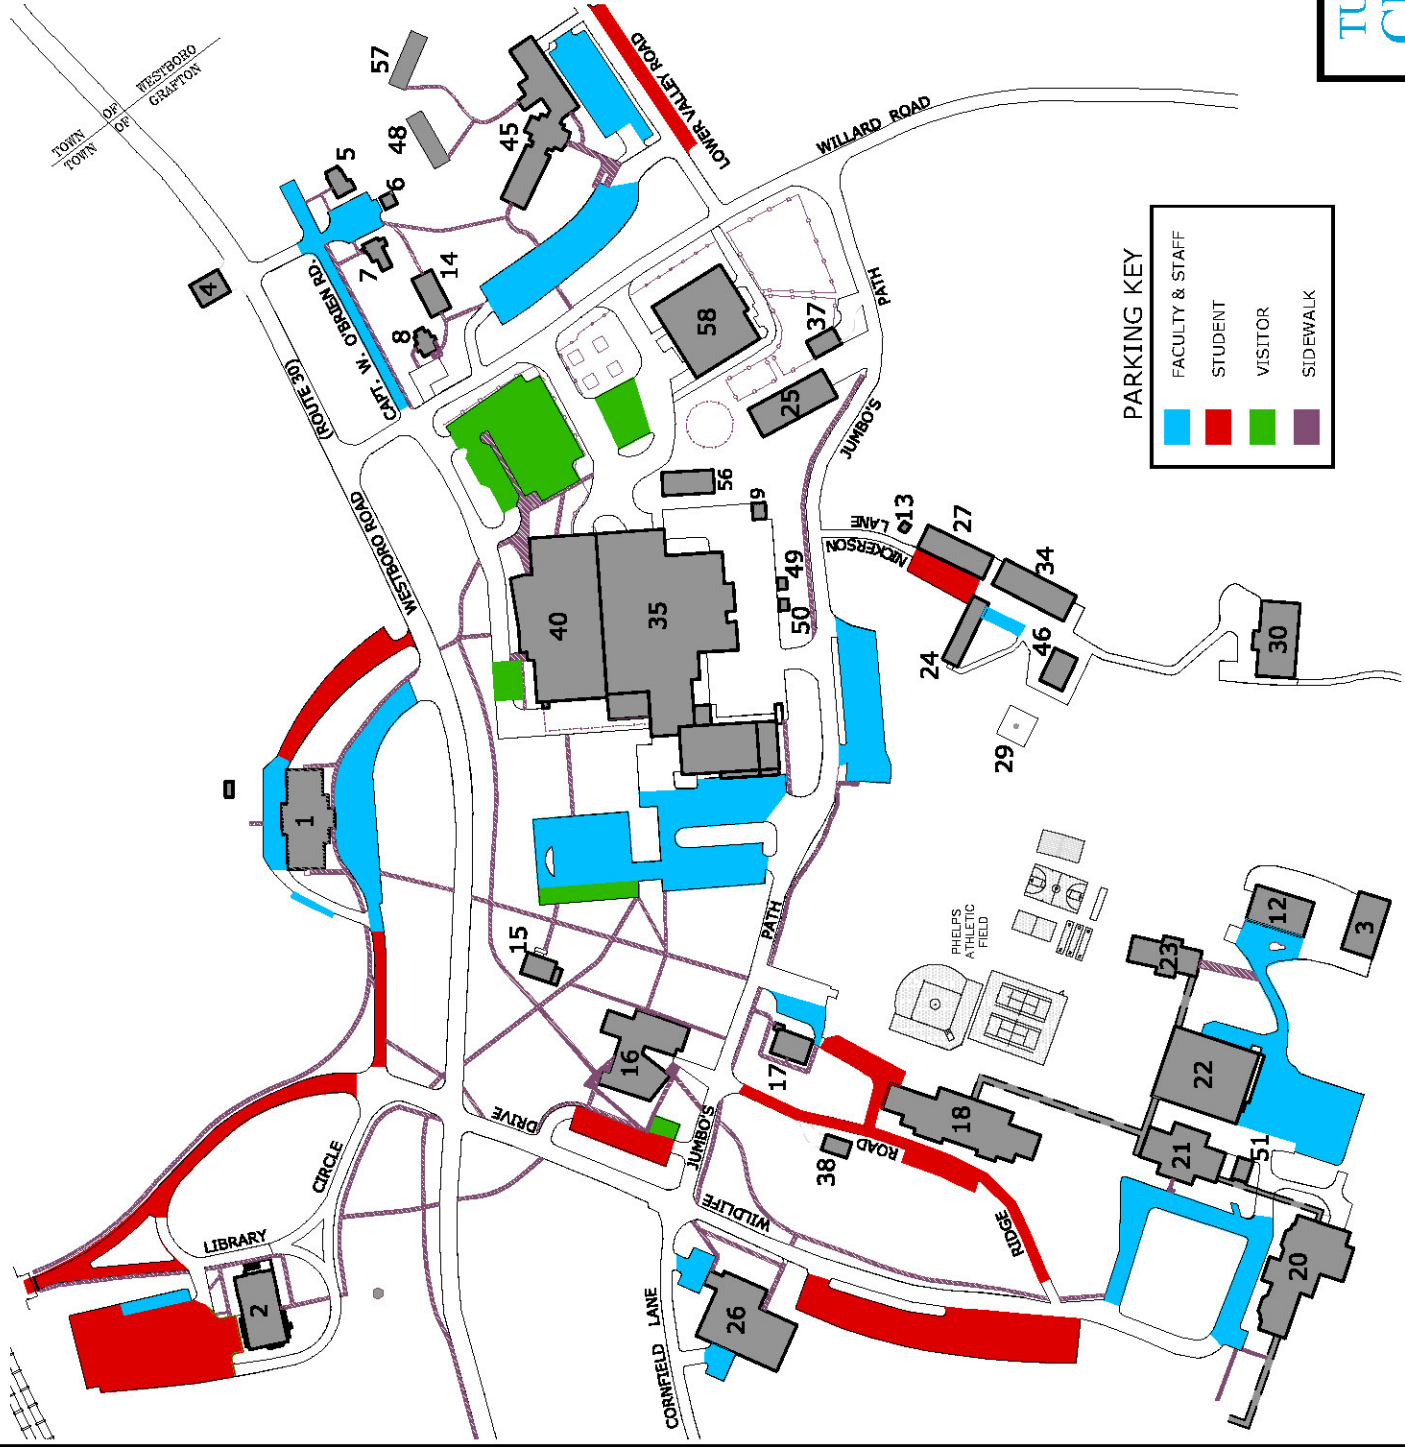 TU
CU
TOWN OF WESTBORO
TOWN OF GRAFTON
57
48
5
45
6
LOWER VALLEY ROAD
WILLARD ROAD
4
7
14
CAPT. W. O'BRIEN RD.
8
(ROUTE 30)
58
37
PATH
25
JUMBO'S
PARKING KEY
FACULTY & STAFF
STUDENT
VISITOR
SIDEWALK
WESTBORO ROAD
56
9
13
NICKERSON LANE
27
40
35
49
50
34
24
46
30
29
1
15
PATH
PHELPS
ATHLETIC
FIELD
12
3
23
16
17
22
DRIVE
JUMBO'S
18
38
ROAD
21
51
CIRCLE
LIBRARY
WILDLIFE
RIDGE
20
2
26
CORNFIELD LANE